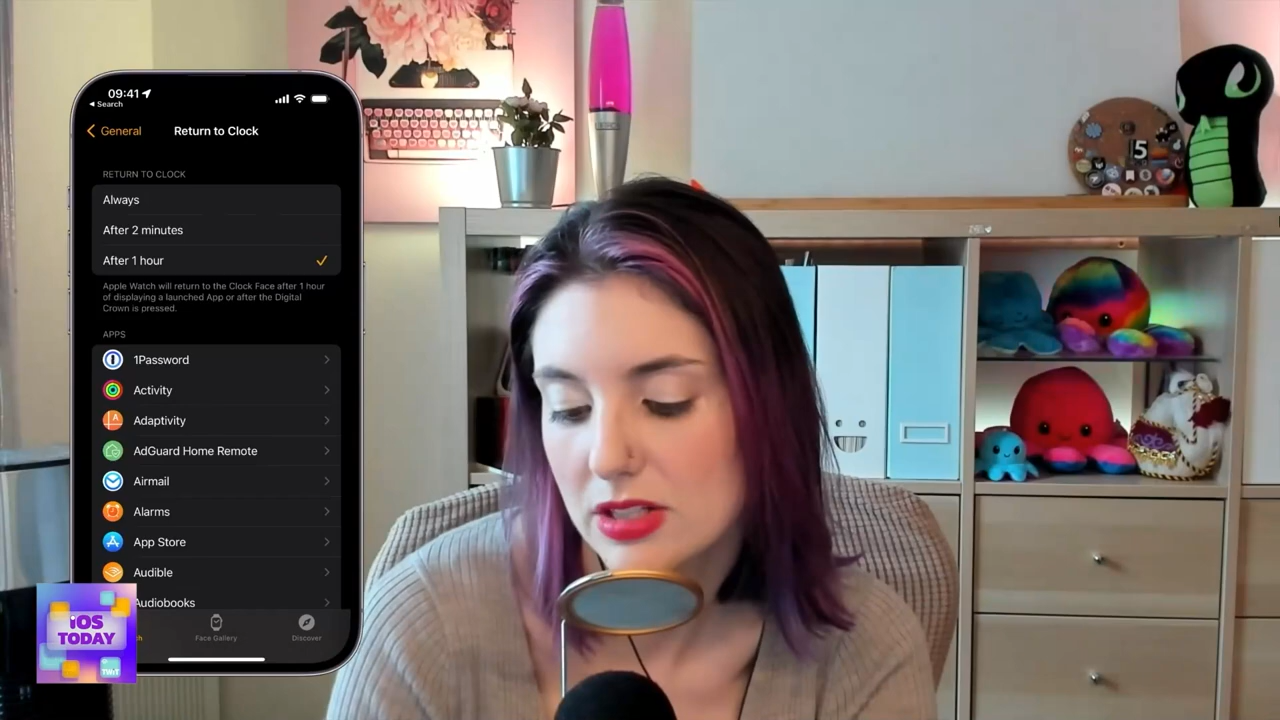 09:41
Search
General
Return to Clock
RETURN TO CLOCK
Always
After 2 minutes
After 1 hour
Apple Watch will return to the Clock Face after 1 hour
of displaying a launched App or after the Digital
Crown is pressed.
APPS
1Password
Activity
Adaptivity
AdGuard Home Remote
Airmail
Alarms
App Store
Audible
Audiobooks
Face Gallery
Discover
iOS
TODAY
TWiT
5